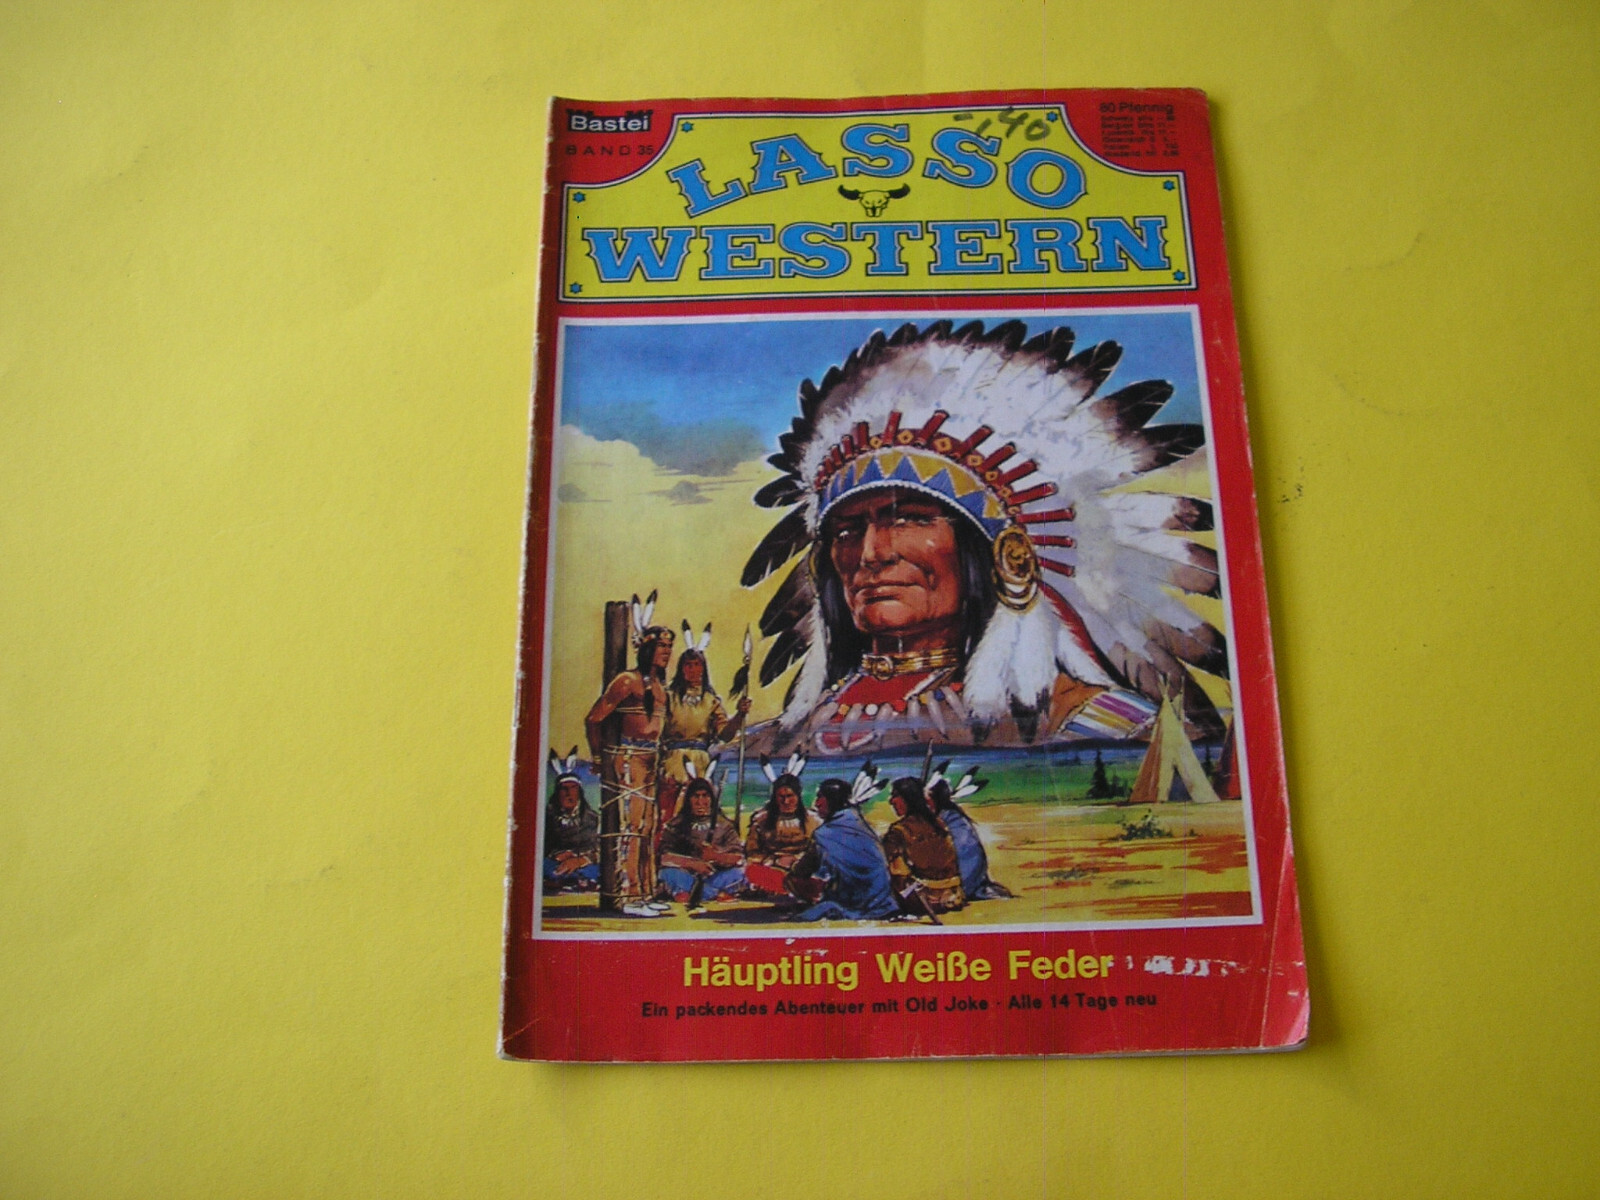 Bastei
BAND 35
80 Pfennig
140
LASSO
WESTERN
Häuptling Weiße Feder
Ein packendes Abenteuer mit Old Joke · Alle 14 Tage neu